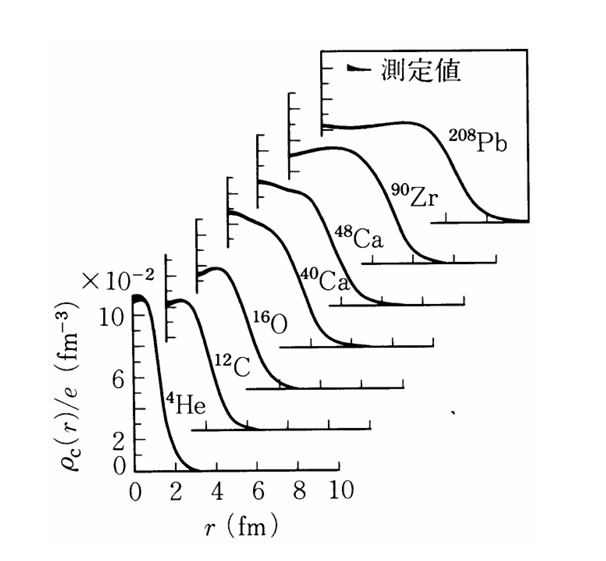 測定値
²⁰⁸Pb
⁹⁰Zr
⁴⁸Ca
⁴⁰Ca
¹⁶O
¹²C
⁴He
×10⁻²
10
6
2
0
ρc(r)/e (fm⁻³)
0 2 4 6 8 10
r (fm)